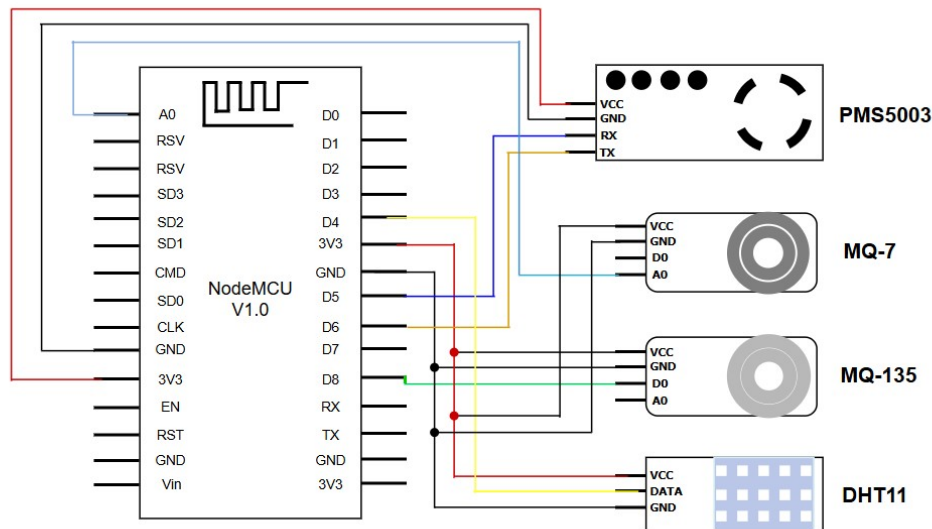 A0
RSV
RSV
SD3
SD2
SD1
CMD
SD0
CLK
GND
3V3
EN
RST
GND
Vin
NodeMCU
V1.0
D0
D1
D2
D3
D4
3V3
GND
D5
D6
D7
D8
RX
TX
GND
3V3
VCC
GND
RX
TX
PMS5003
VCC
GND
D0
A0
MQ-7
VCC
GND
D0
A0
MQ-135
VCC
DATA
GND
DHT11